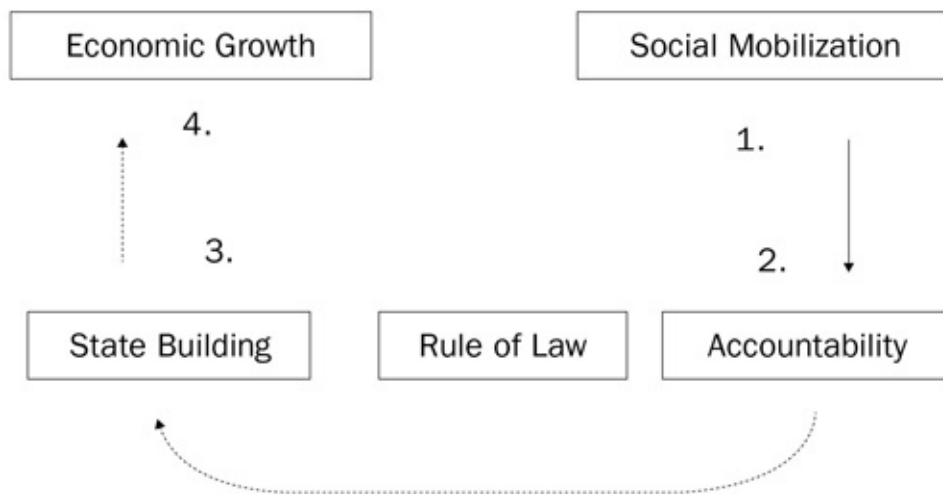 Economic Growth
Social Mobilization
4.
1.
3.
2.
State Building
Rule of Law
Accountability